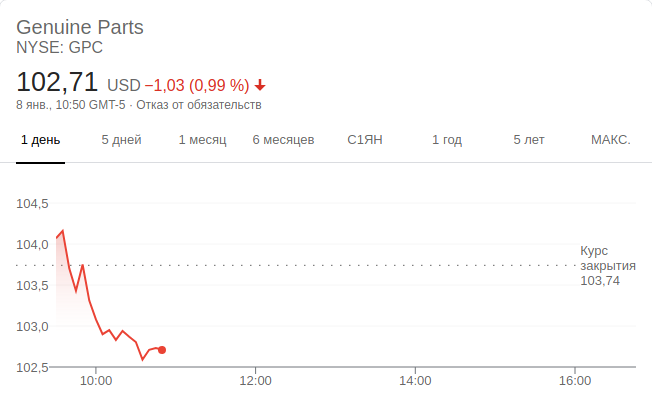 Genuine Parts
NYSE: GPC
102,71 USD −1,03 (0,99 %)
8 янв., 10:50 GMT-5 · Отказ от обязательств
1 день 5 дней 1 месяц 6 месяцев С1ЯН 1 год 5 лет МАКС.
104,5
104,0
103,5
103,0
102,5
Курс
закрытия
103,74
10:00 12:00 14:00 16:00